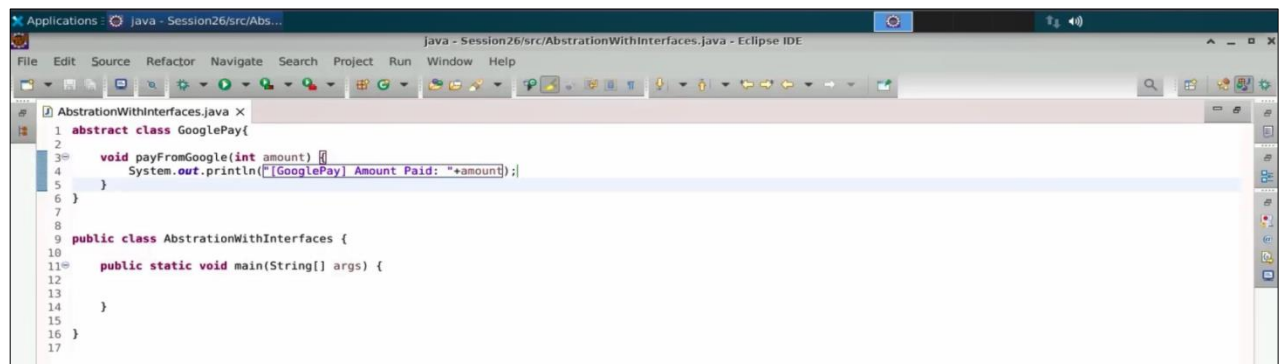 Applications
java - Session26/src/Abs...
java - Session26/src/AbstrationWithInterfaces.java - Eclipse IDE
File Edit Source Refactor Navigate Search Project Run Window Help
AbstrationWithInterfaces.java
1 abstract class GooglePay{
2
3 void payFromGoogle(int amount) {
4 System.out.println("[GooglePay] Amount Paid: "+amount);
5 }
6 }
7
8
9 public class AbstrationWithInterfaces {
10
11 public static void main(String[] args) {
12
13
14 }
15
16 }
17